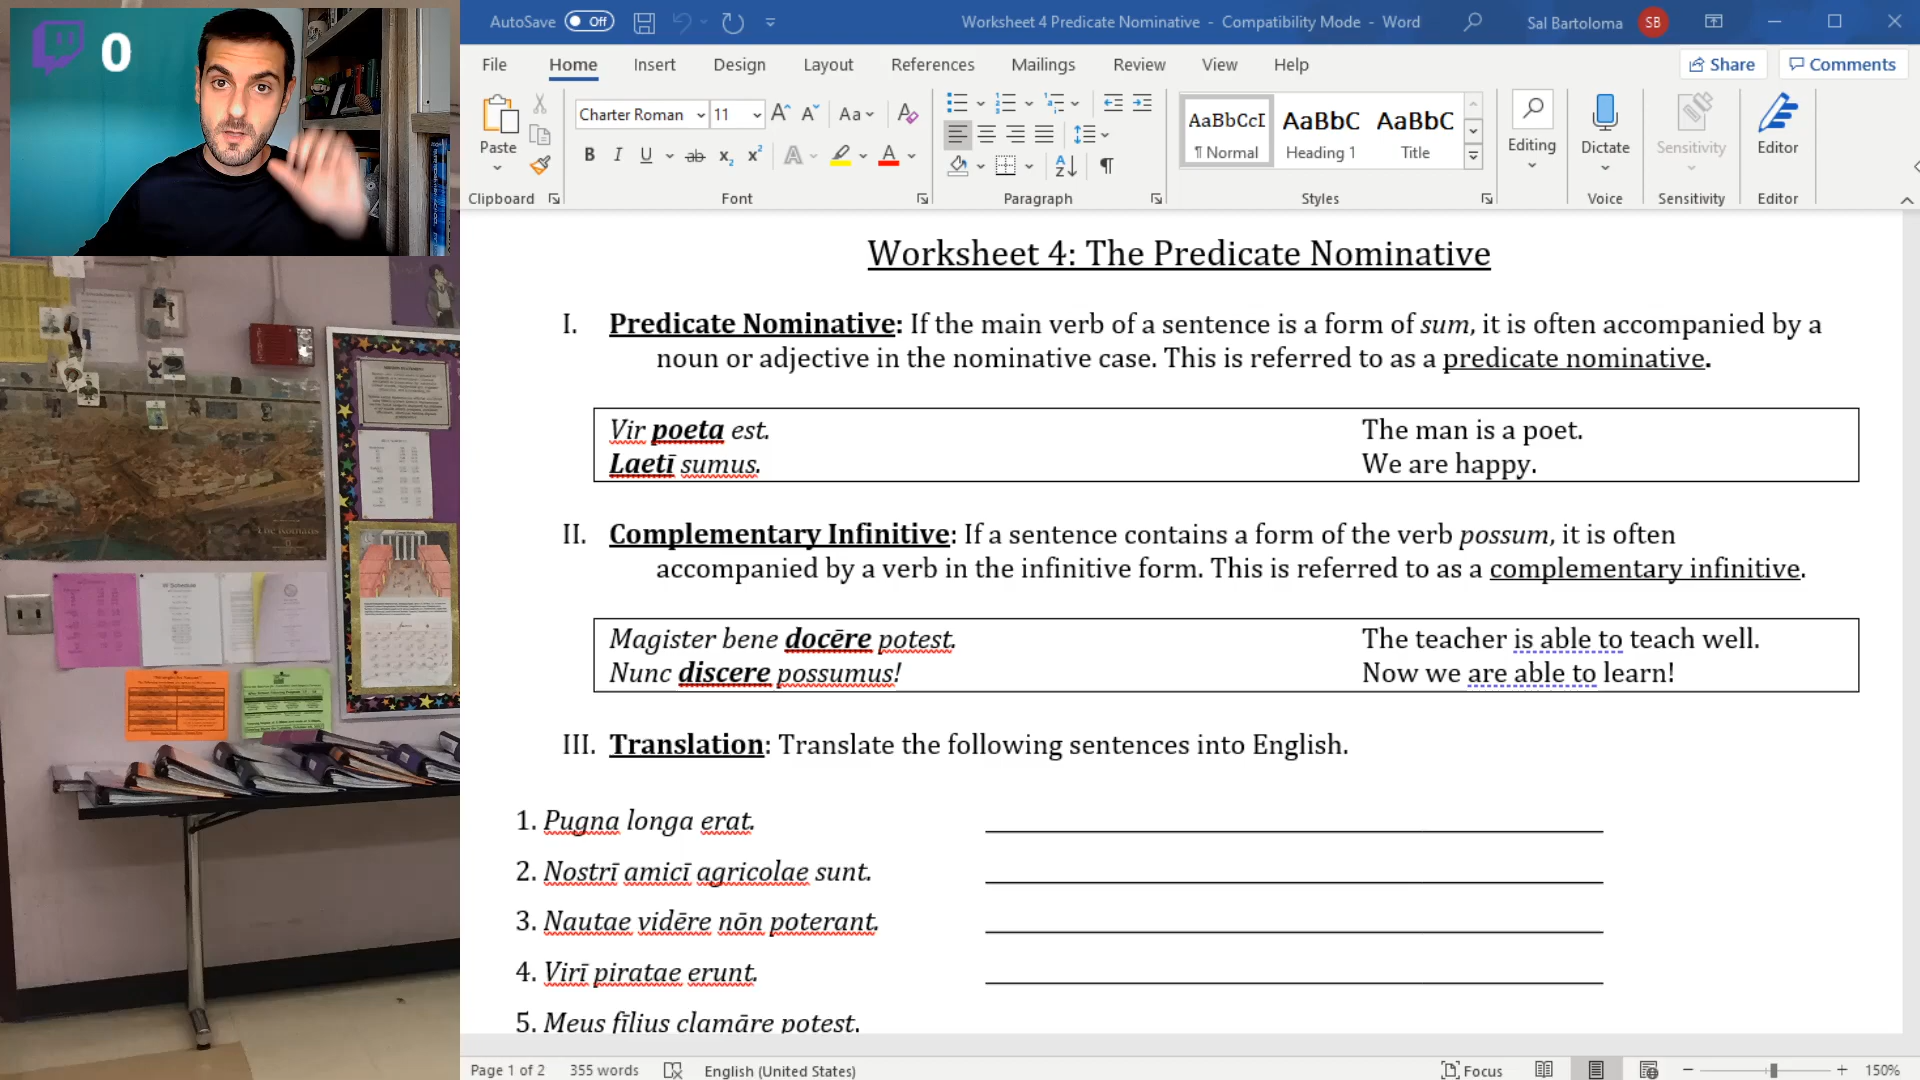 0
AutoSave Off
Worksheet 4 Predicate Nominative - Compatibility Mode - Word
Sal Bartoloma SB
File Home Insert Design Layout References Mailings Review View Help Share Comments
Paste
Charter Roman 11
Aa
B I U ab x₂ x²
AaBbCcI AaBbC AaBbC
¶ Normal Heading 1 Title
Editing Dictate Sensitivity Editor
Clipboard Font Paragraph Styles Voice Sensitivity Editor
Worksheet 4: The Predicate Nominative
I. Predicate Nominative: If the main verb of a sentence is a form of sum, it is often accompanied by a
noun or adjective in the nominative case. This is referred to as a predicate nominative.
Vir poeta est. The man is a poet.
Laetī sumus. We are happy.
II. Complementary Infinitive: If a sentence contains a form of the verb possum, it is often
accompanied by a verb in the infinitive form. This is referred to as a complementary infinitive.
Magister bene docēre potest. The teacher is able to teach well.
Nunc discere possumus! Now we are able to learn!
III. Translation: Translate the following sentences into English.
1. Pugna longa erat.
2. Nostrī amicī agricolae sunt.
3. Nautae vidēre nōn poterant.
4. Virī piratae erunt.
5. Meus fīlius clamāre potest.
Page 1 of 2 355 words English (United States) Focus 150%